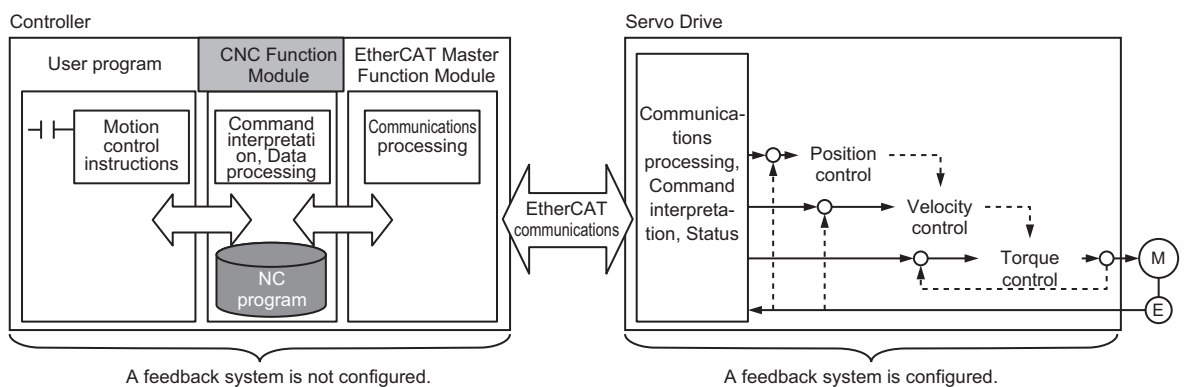 Controller
User program
CNC Function
Module
EtherCAT Master
Function Module
Motion
control
instructions
Command
interpretati
on, Data
processing
Communications
processing
NC
program
EtherCAT
communications
A feedback system is not configured.
Servo Drive
Communica-
tions
processing,
Command
interpreta-
tion, Status
Position
control
Velocity
control
Torque
control
M
E
A feedback system is configured.